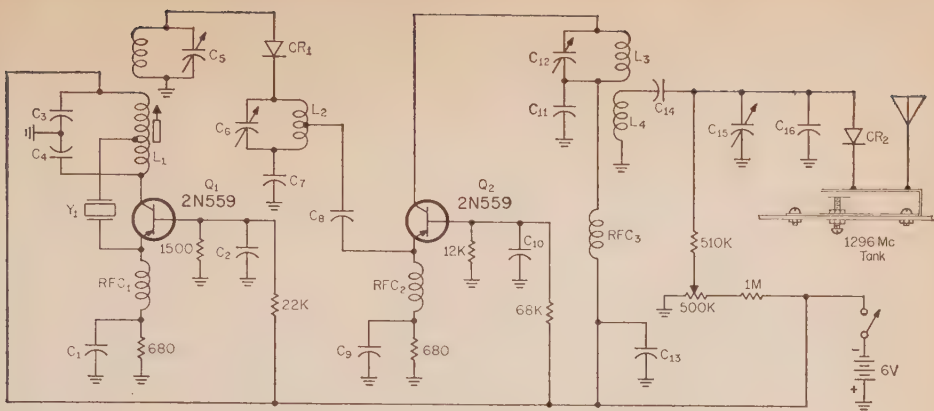 C5
CR1
C12
L3
C3
C4
L1
C6
L2
C7
C11
L4
C14
C15
C16
CR2
Y1
Q1
2N559
Q2
2N559
C8
1500
C2
12K
C10
RFC3
RFC1
22K
RFC2
68K
510K
1296 Mc
Tank
500K
1M
C1
680
C9
680
C13
-
6V
+